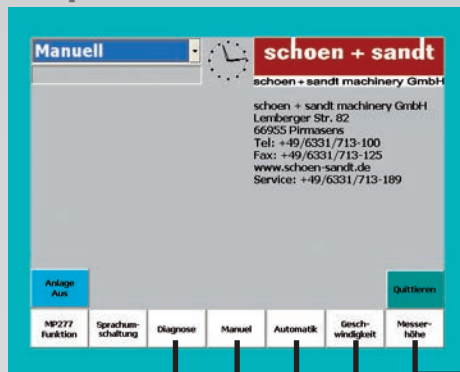 Manuell
schoen + sandt
schoen + sandt machinery GmbH
schoen + sandt machinery GmbH
Lemberger Str. 82
66955 Pirmasens
Tel: +49/6331/713-100
Fax: +49/6331/713-125
www.schoen-sandt.de
Service: +49/6331/713-189
Anlage
Aus
Quittieren
MP277
Funktion
Sprachum-
schaltung
Diagnose
Manuel
Automatik
Gesch-
windigkeit
Messer-
höhe